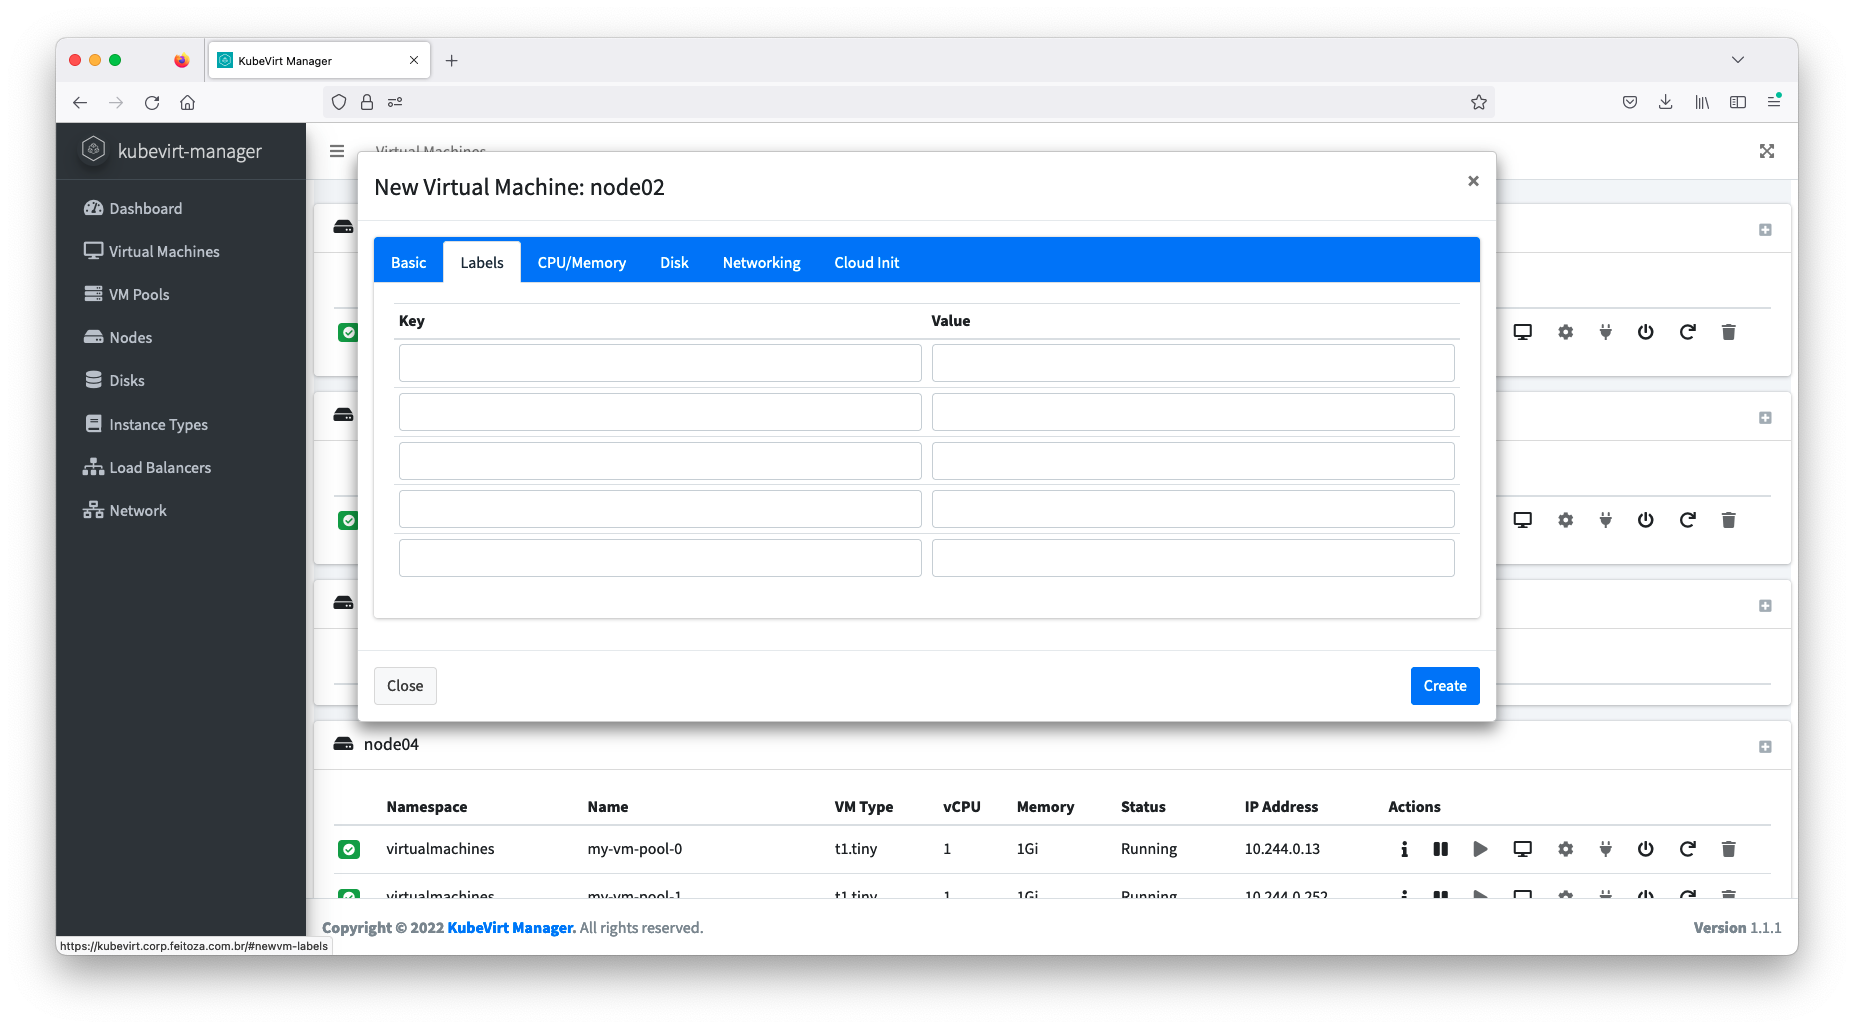 KubeVirt Manager
kubevirt-manager
Virtual Machines
Dashboard
Virtual Machines
VM Pools
Nodes
Disks
Instance Types
Load Balancers
Network
New Virtual Machine: node02
Basic Labels CPU/Memory Disk Networking Cloud Init
Key Value
Close Create
node04
Namespace Name VM Type vCPU Memory Status IP Address Actions
virtualmachines my-vm-pool-0 t1.tiny 1 1Gi Running 10.244.0.13
virtualmachines my-vm-pool-1 t1.tiny 1 1Gi Running 10.244.0.252
Copyright © 2022 KubeVirt Manager. All rights reserved. Version 1.1.1
https://kubevirt.corp.feitoza.com.br/#newvm-labels